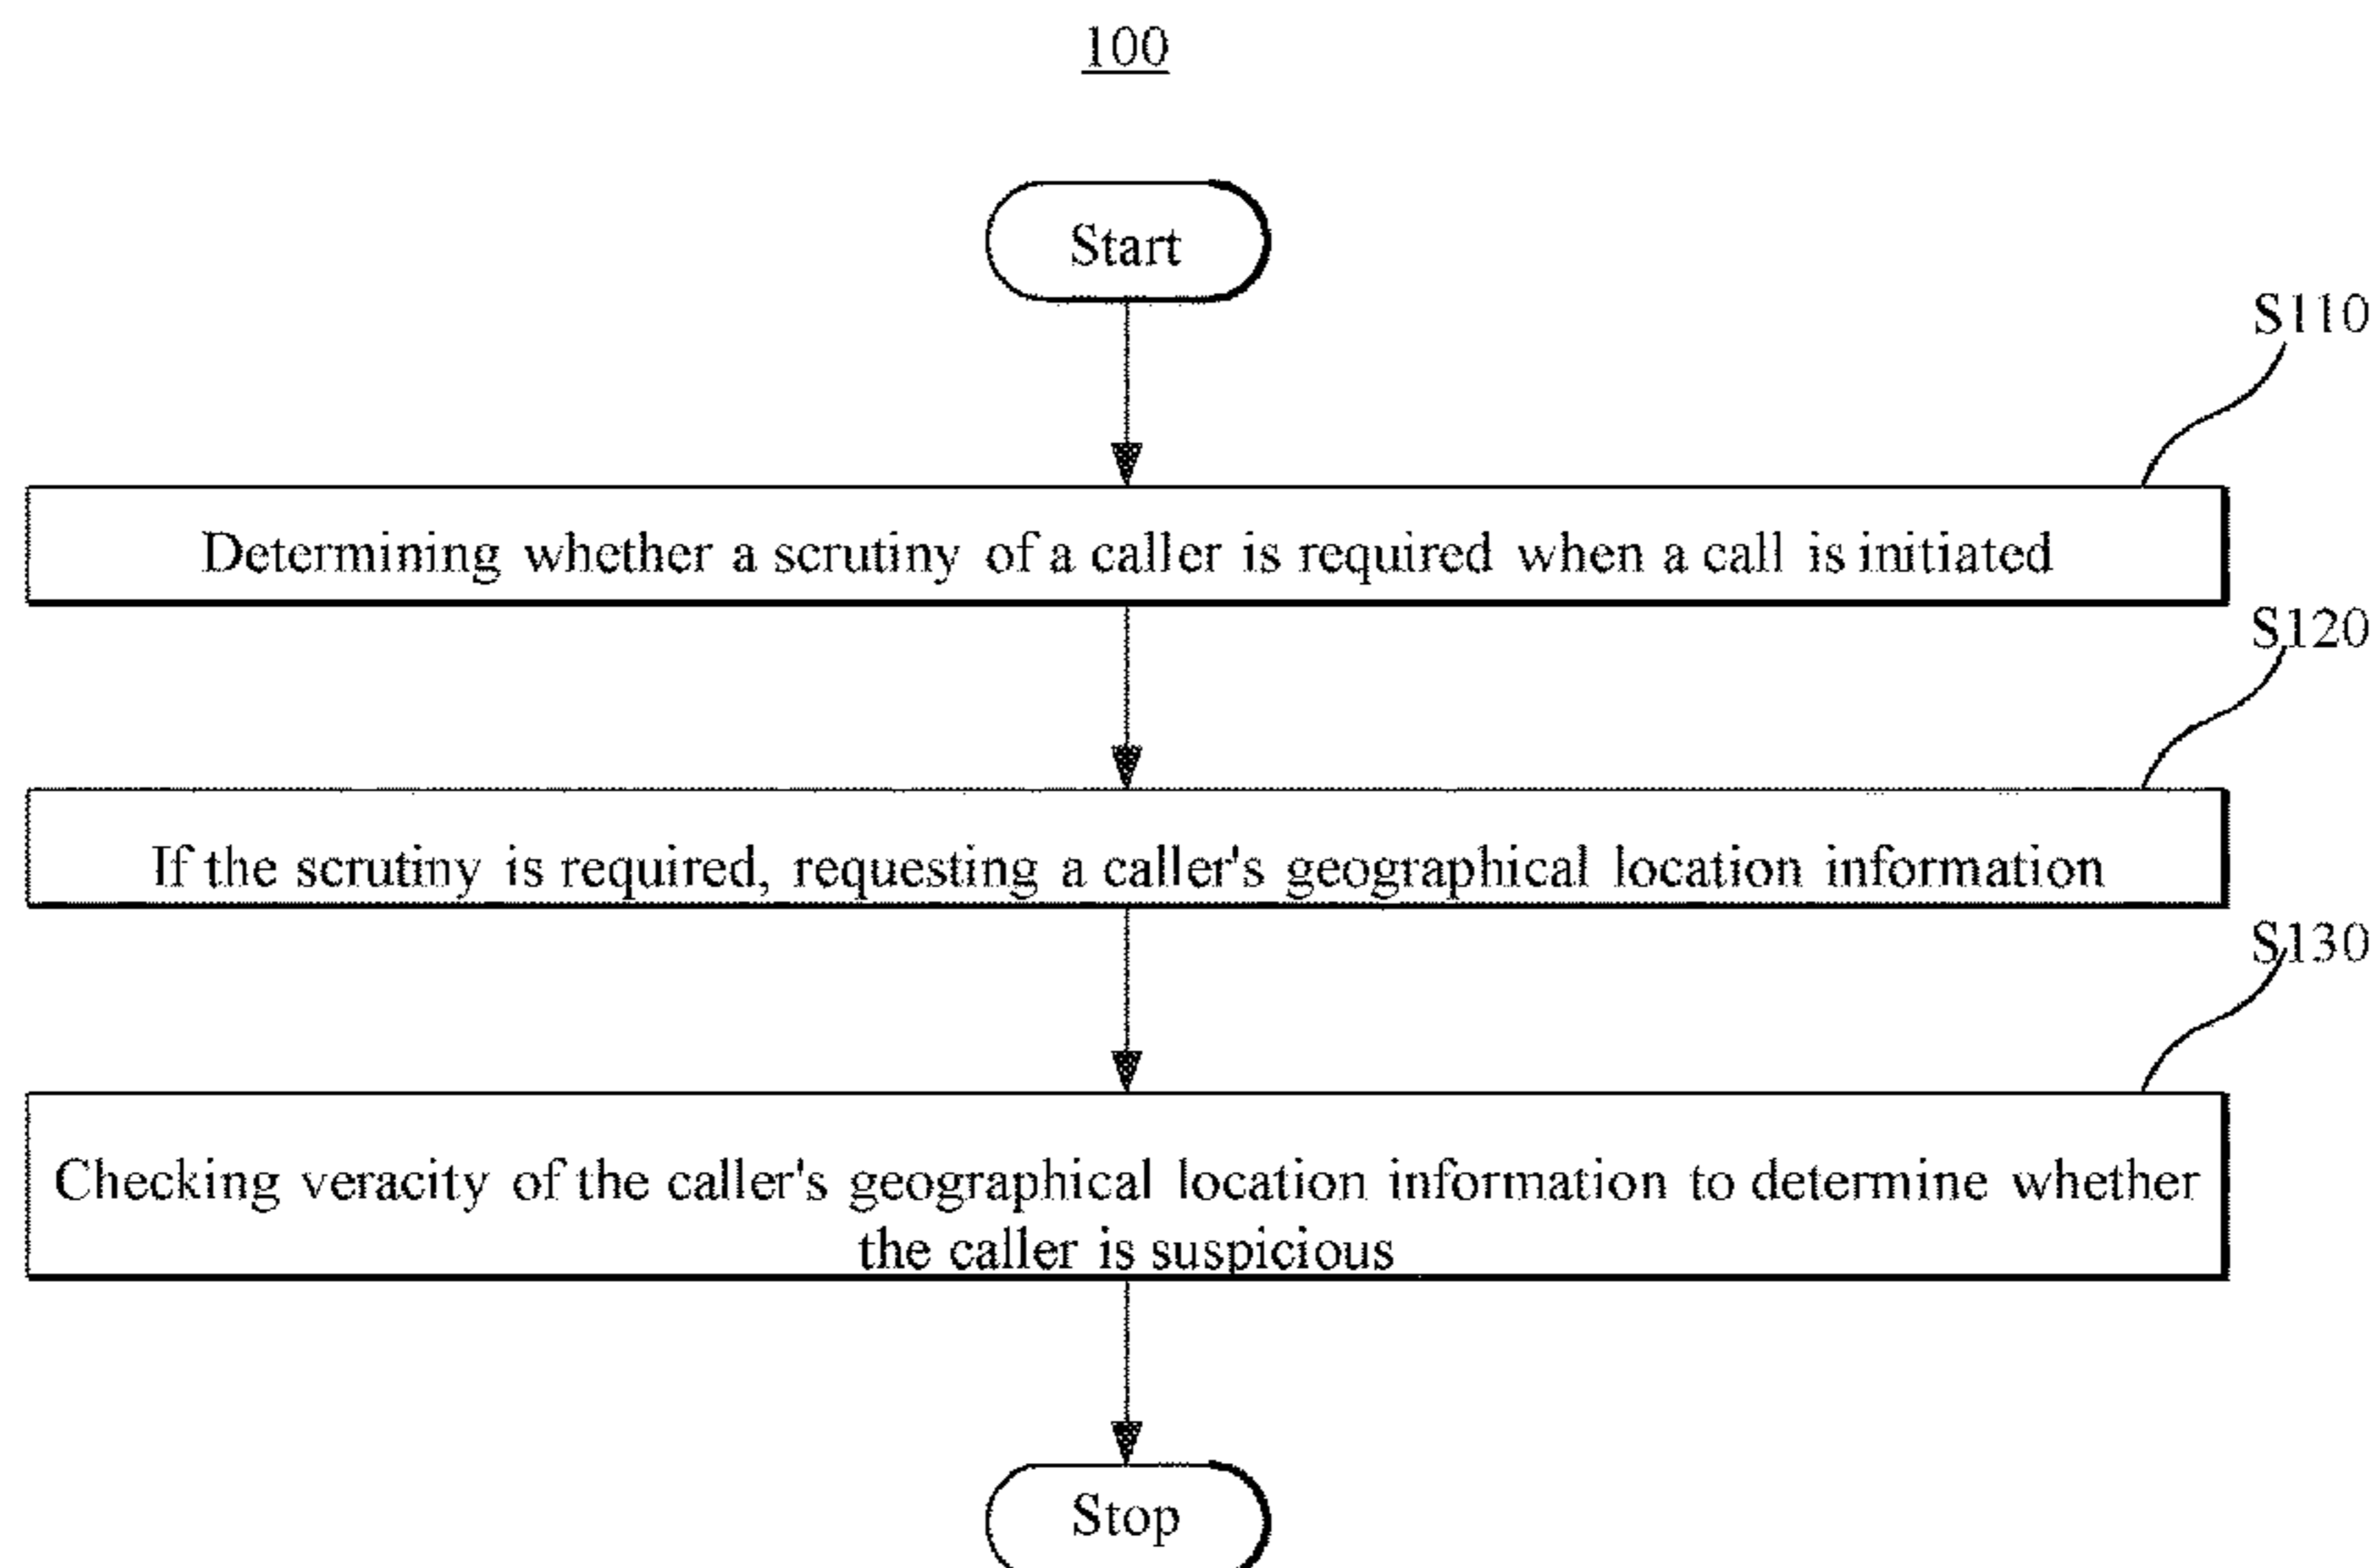 100
Start
S110
Determining whether a scrutiny of a caller is required when a call is initiated
S120
If the scrutiny is required, requesting a caller's geographical location information
S130
Checking veracity of the caller's geographical location information to determine whether
the caller is suspicious
Stop